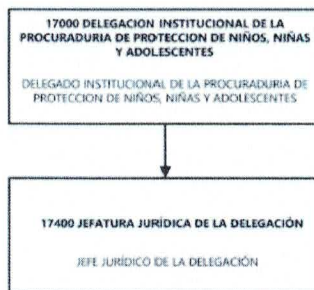 17000 DELEGACION INSTITUCIONAL DE LA
PROCURADURIA DE PROTECCION DE NIÑOS, NIÑAS
Y ADOLESCENTES
DELEGADO INSTITUCIONAL DE LA PROCURADURIA DE
PROTECCION DE NIÑOS, NIÑAS Y ADOLESCENTES
17400 JEFATURA JURÍDICA DE LA DELEGACIÓN
JEFE JURÍDICO DE LA DELEGACIÓN